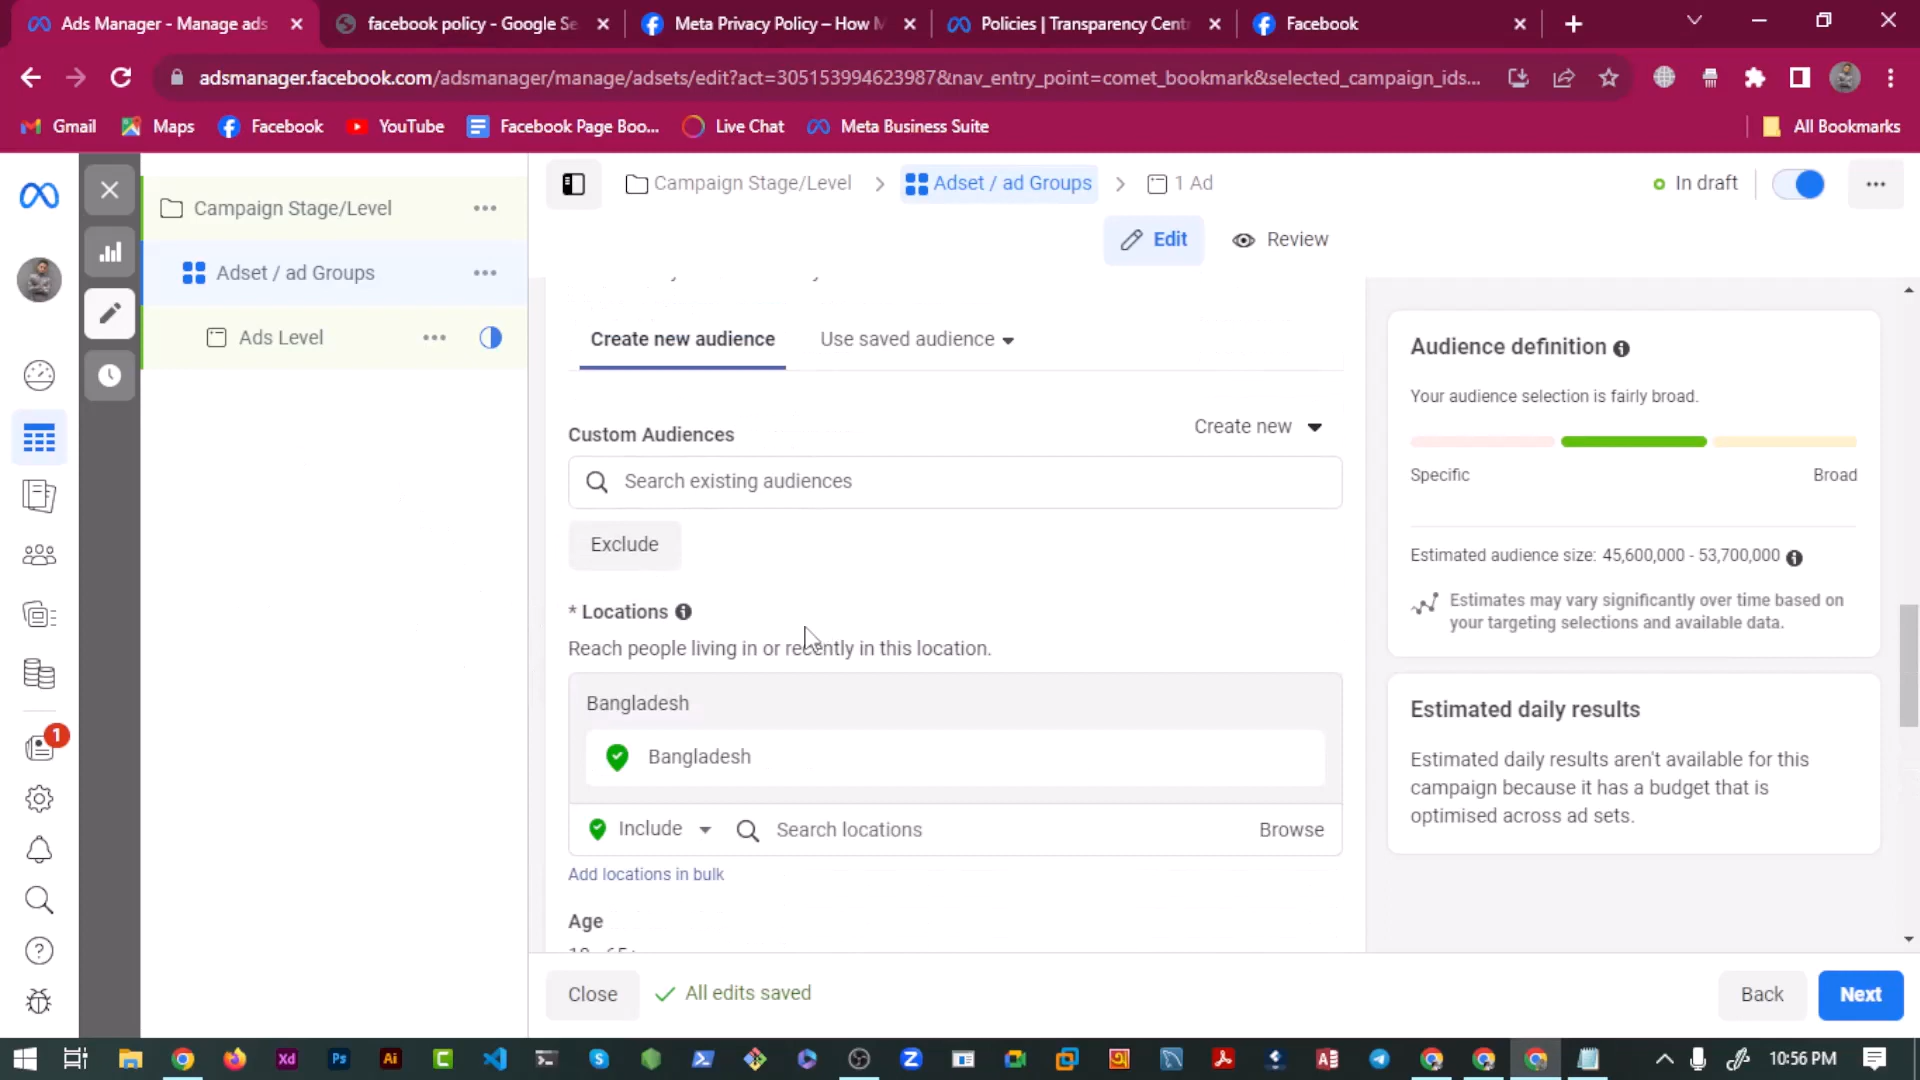 Ads Manager - Manage ads
facebook policy - Google Se
Meta Privacy Policy – How M
Policies | Transparency Cent
Facebook
adsmanager.facebook.com/adsmanager/manage/adsets/edit?act=305153994623987&nav_entry_point=comet_bookmark&selected_campaign_ids...
Gmail
Maps
Facebook
YouTube
Facebook Page Boo...
Live Chat
Meta Business Suite
All Bookmarks
Campaign Stage/Level
Adset / ad Groups
Ads Level
1
Campaign Stage/Level
Adset / ad Groups
1 Ad
In draft
Edit
Review
Create new audience
Use saved audience
Custom Audiences
Create new
Search existing audiences
Exclude
* Locations
Reach people living in or recently in this location.
Bangladesh
Bangladesh
Include
Search locations
Browse
Add locations in bulk
Age
Audience definition
Your audience selection is fairly broad.
Specific
Broad
Estimated audience size: 45,600,000 - 53,700,000
Estimates may vary significantly over time based on
your targeting selections and available data.
Estimated daily results
Estimated daily results aren't available for this
campaign because it has a budget that is
optimised across ad sets.
Close
All edits saved
Back
Next
Xd
Ps
Ai
10:56 PM